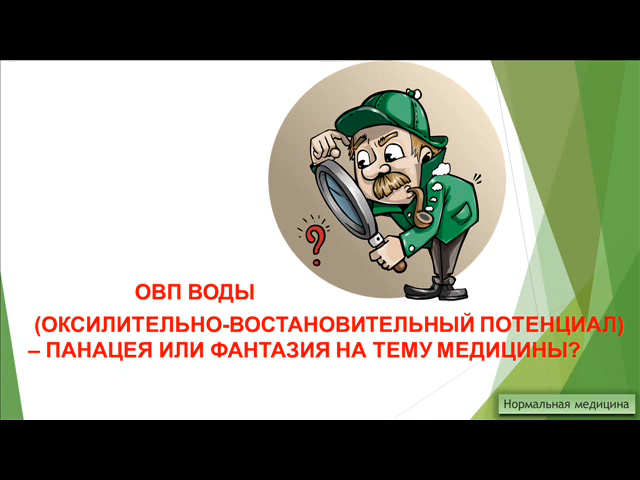 ОВП ВОДЫ
(ОКСИЛИТЕЛЬНО-ВОСТАНОВИТЕЛЬНЫЙ ПОТЕНЦИАЛ)
– ПАНАЦЕЯ ИЛИ ФАНТАЗИЯ НА ТЕМУ МЕДИЦИНЫ?
Нормальная медицина